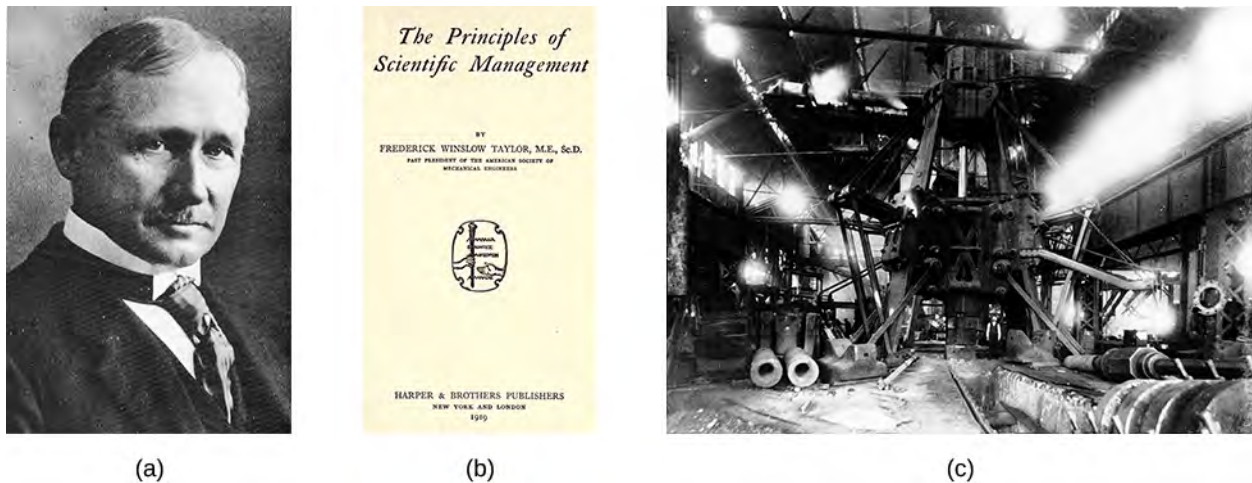 The Principles of
Scientific Management
BY
FREDERICK WINSLOW TAYLOR, M.E., Sc.D.
PAST PRESIDENT OF THE AMERICAN SOCIETY OF
MECHANICAL ENGINEERS
HARPER & BROTHERS PUBLISHERS
NEW YORK AND LONDON
1919
(a)
(b)
(c)